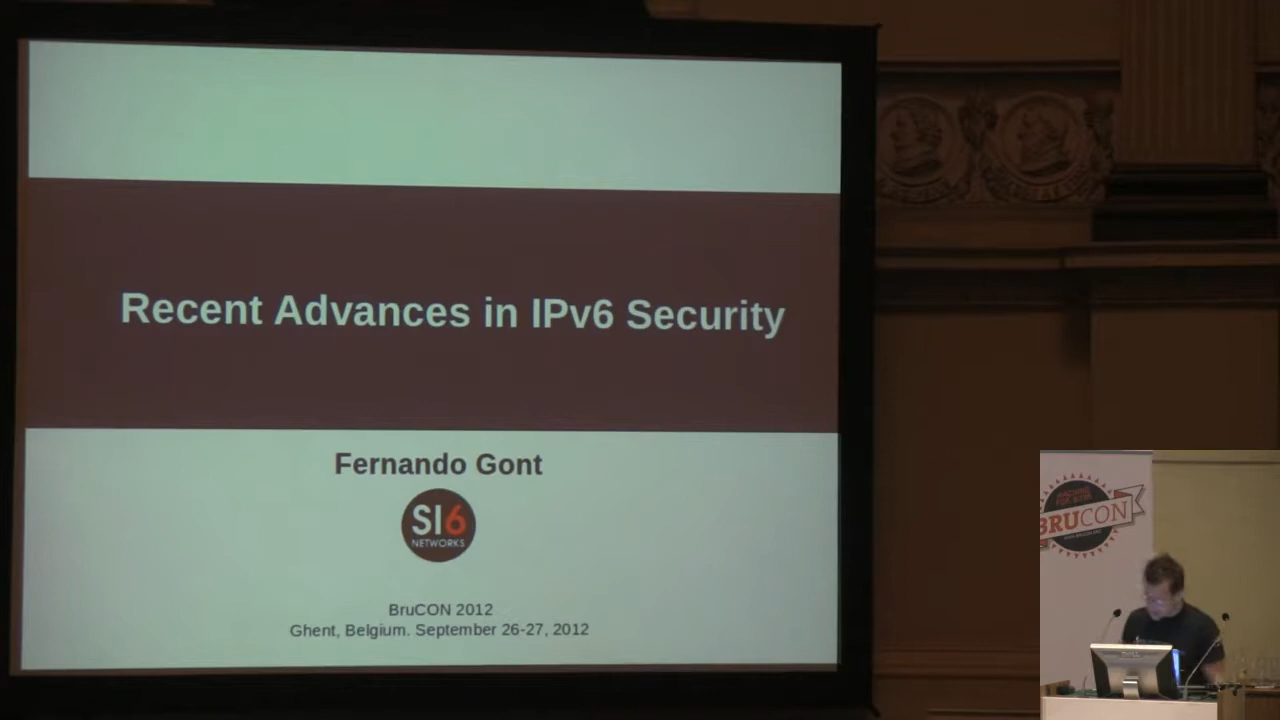 Recent Advances in IPv6 Security
Fernando Gont
SI6
NETWORKS
BruCON 2012
Ghent, Belgium. September 26-27, 2012
BRUCON